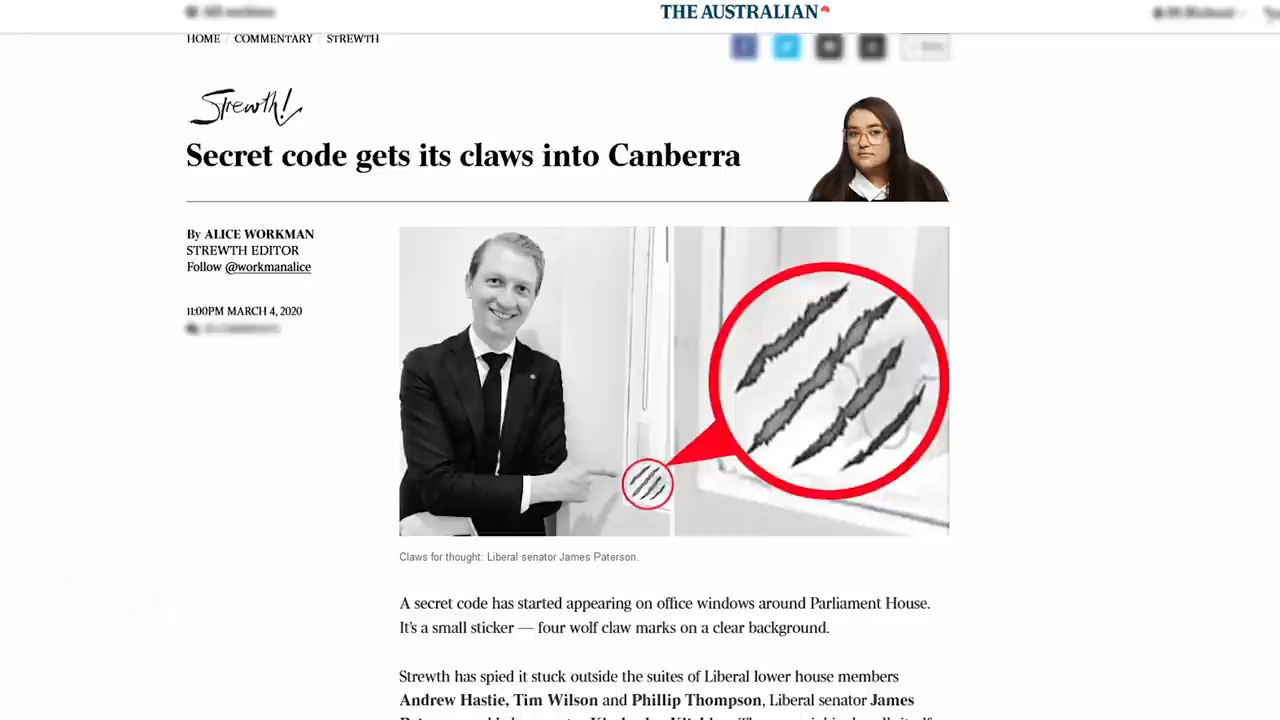 THE AUSTRALIAN
HOME / COMMENTARY / STREWTH
Strewth!
Secret code gets its claws into Canberra
By ALICE WORKMAN
STREWTH EDITOR
Follow @workmanalice
11:00PM MARCH 4, 2020
Claws for thought: Liberal senator James Paterson.
A secret code has started appearing on office windows around Parliament House.
It's a small sticker — four wolf claw marks on a clear background.
Strewth has spied it stuck outside the suites of Liberal lower house members
Andrew Hastie, Tim Wilson and Phillip Thompson, Liberal senator James